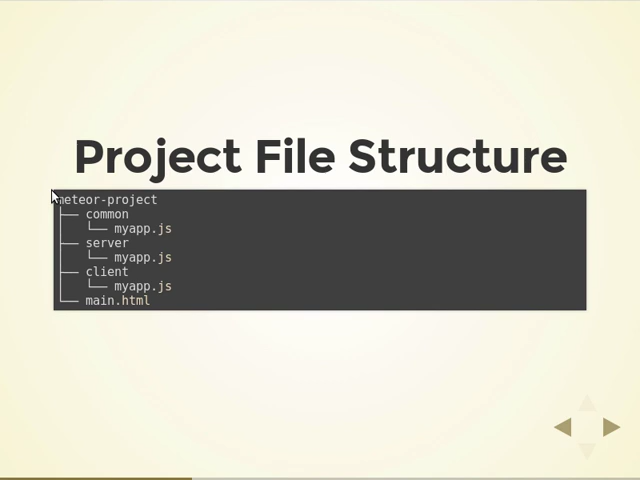 Project File Structure
meteor-project
├── common
│   └── myapp.js
├── server
│   └── myapp.js
├── client
│   └── myapp.js
└── main.html